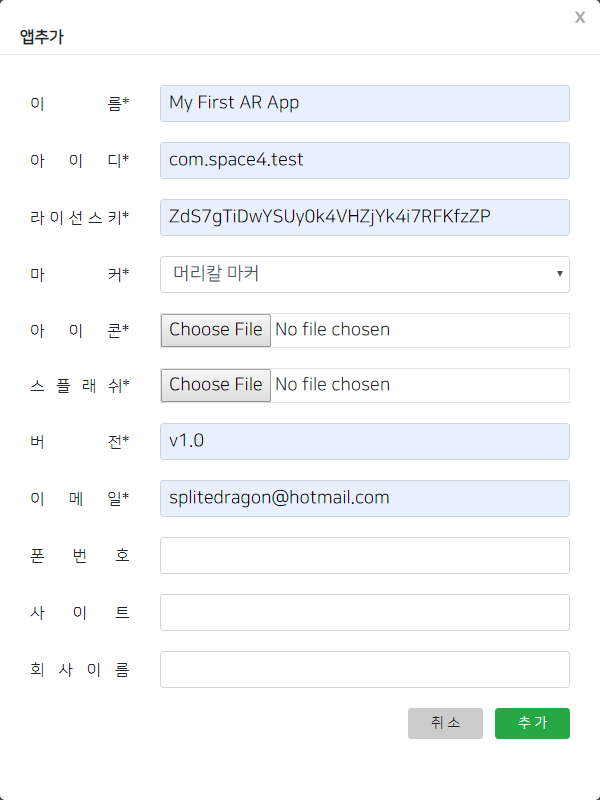 X
앱추가
이 름* My First AR App
아 이 디* com.space4.test
라 이 선 스 키* ZdS7gTiDwYSUy0k4VHZjYk4i7RFKfzZP
마 커* 머리칼 마커
아 이 콘* Choose File No file chosen
스 플 래 쉬* Choose File No file chosen
버 전* v1.0
이 메 일* splitedragon@hotmail.com
폰 번 호
사 이 트
회 사 이 름
취 소 추 가